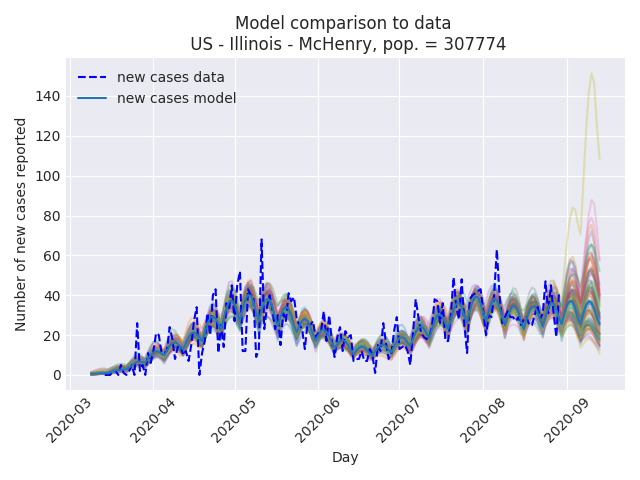 Model comparison to data
US - Illinois - McHenry, pop. = 307774
new cases data
new cases model
Number of new cases reported
140
120
100
80
60
40
20
0
2020-03
2020-04
2020-05
2020-06
2020-07
2020-08
2020-09
Day